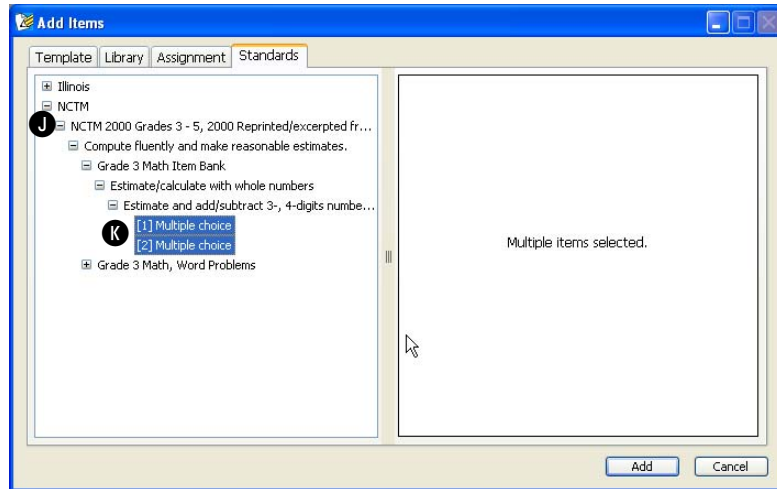 Add Items
Template Library Assignment Standards
Illinois
NCTM
J
NCTM 2000 Grades 3 - 5, 2000 Reprinted/excerpted fr...
Compute fluently and make reasonable estimates.
Grade 3 Math Item Bank
Estimate/calculate with whole numbers
Estimate and add/subtract 3-, 4-digits numbe...
K
[1] Multiple choice
[2] Multiple choice
Grade 3 Math, Word Problems
Multiple items selected.
Add Cancel